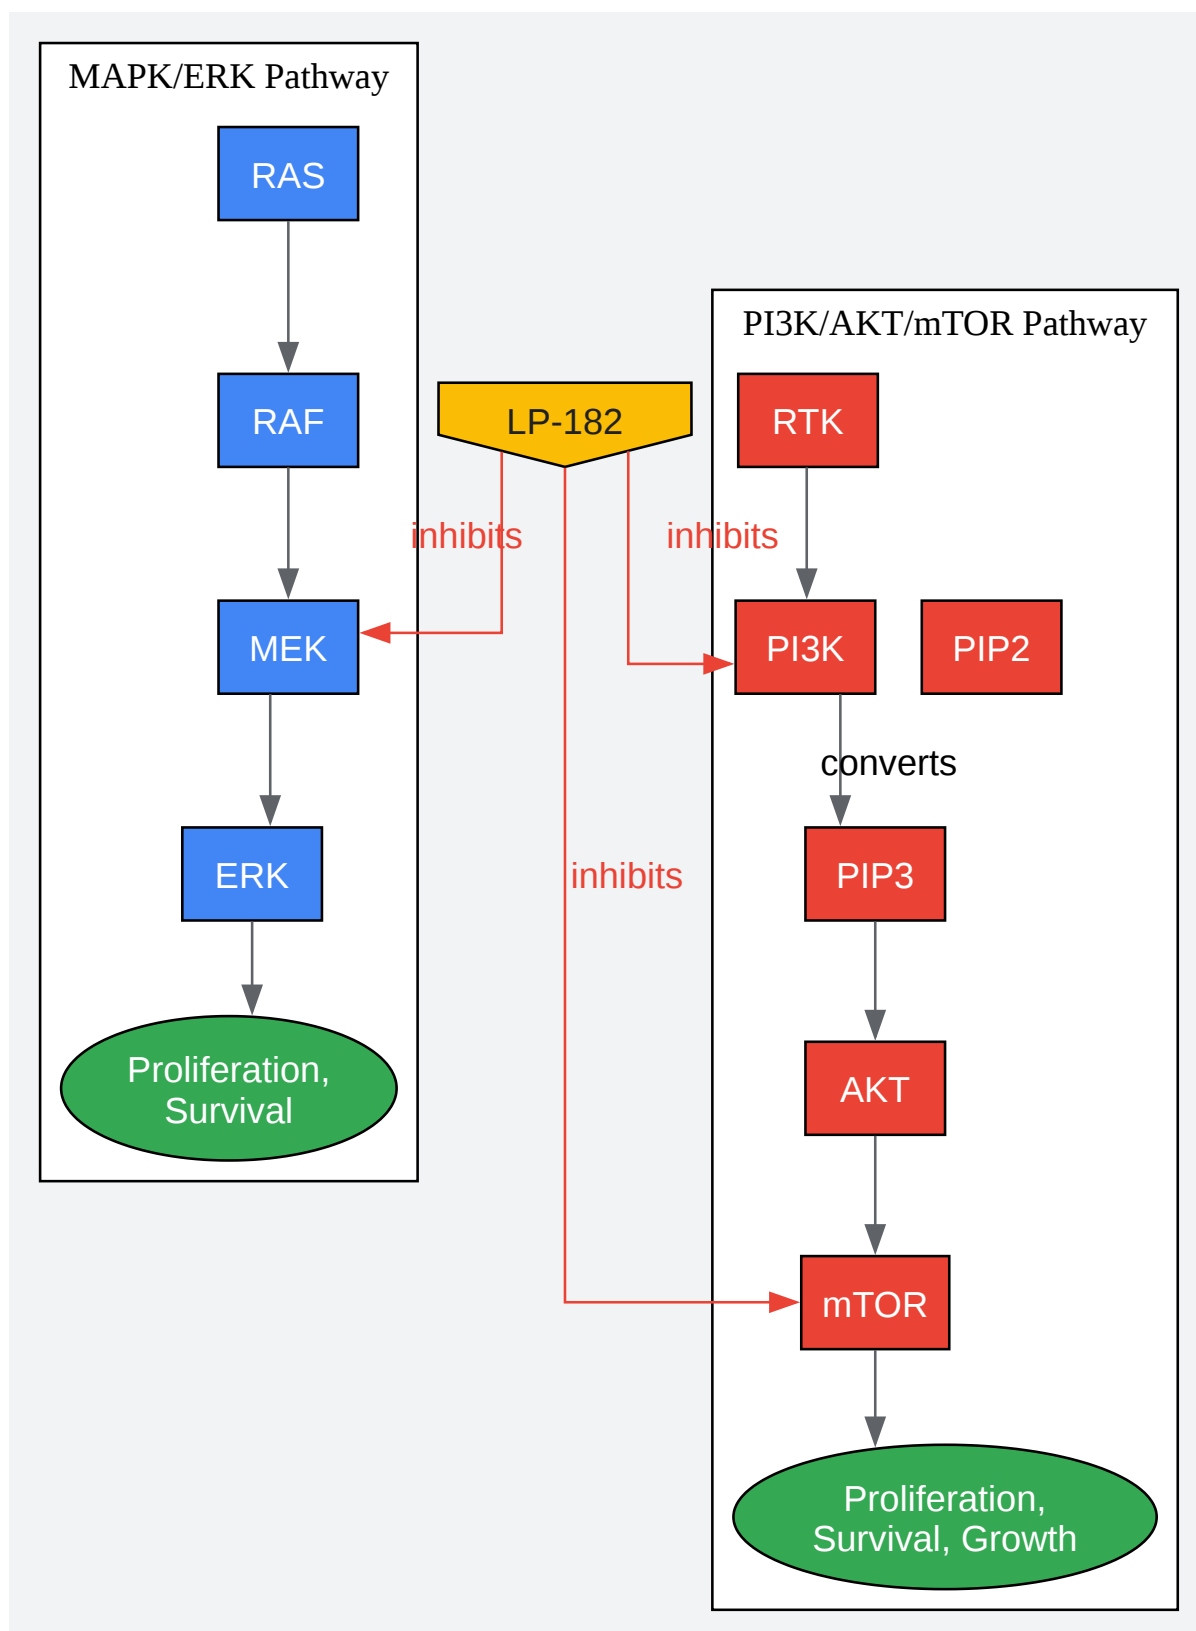 MAPK/ERK Pathway
RAS
RAF
MEK
ERK
Proliferation,
Survival
LP-182
inhibits
inhibits
inhibits
PI3K/AKT/mTOR Pathway
RTK
PI3K
PIP2
converts
PIP3
AKT
mTOR
Proliferation,
Survival, Growth